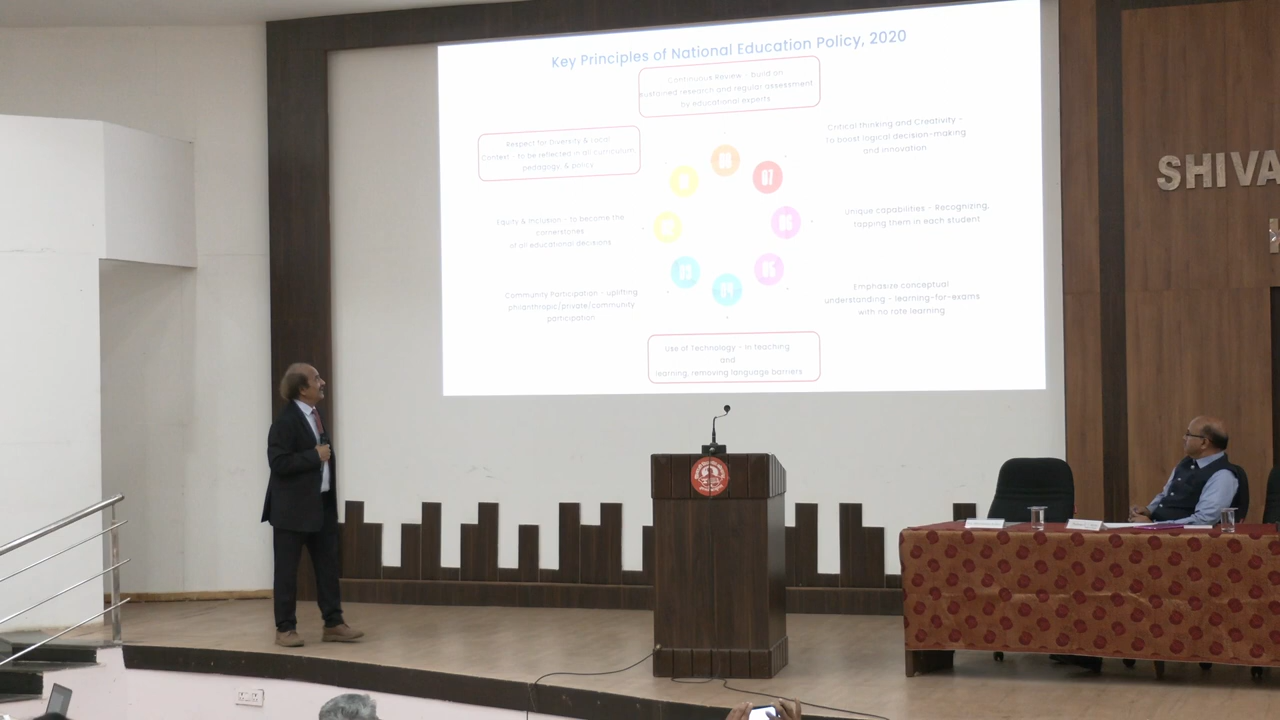 Key Principles of National Education Policy, 2020
Continuous Review - build on
sustained research and regular assessment
by educational experts
Respect for Diversity & Local
Context - to be reflected in all curriculum
pedagogy, & policy
Critical thinking and Creativity -
to boost logical decision-making
and innovation
07
Equity & Inclusion - to become the
cornerstones
of all educational decisions
Unique capabilities - Recognizing,
tapping them in each student
03
05
04
Community Participation - uplifting
philanthropic/private/community
participation
Emphasize conceptual
understanding - learning-for-exams
with no rote learning
Use of Technology - In teaching
and
learning, removing language barriers
SHIVA